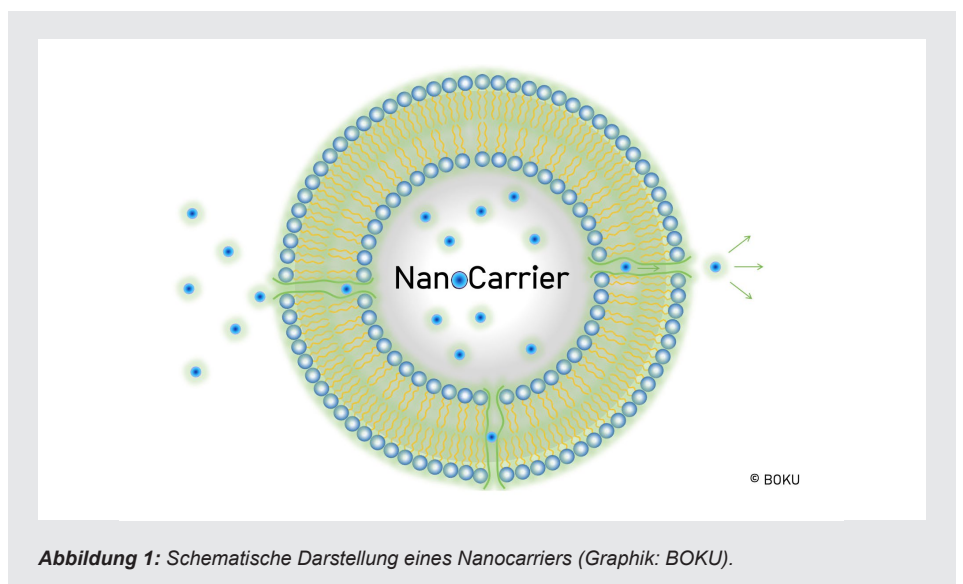 NanoCarrier
© BOKU
Abbildung 1: Schematische Darstellung eines Nanocarriers (Graphik: BOKU).